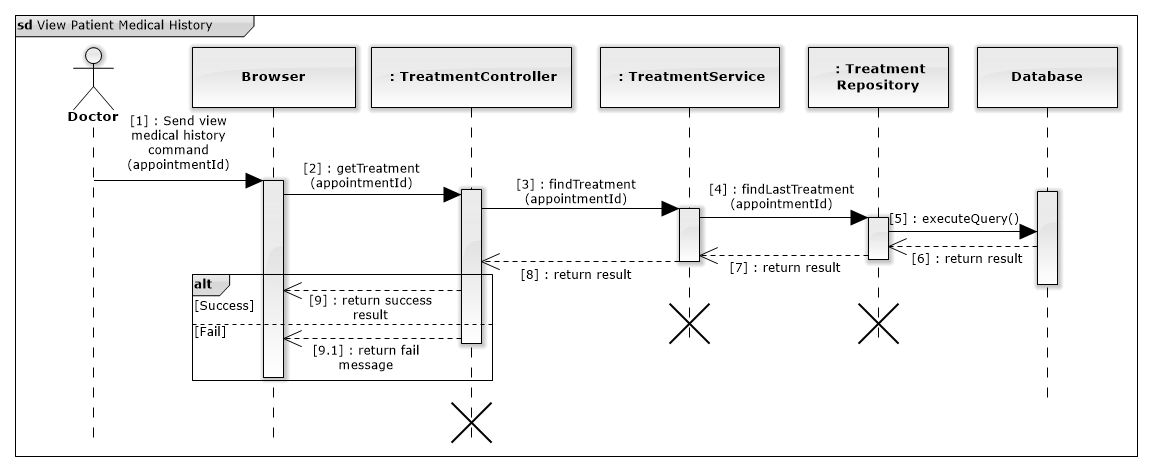 sd View Patient Medical History
Browser
: TreatmentController
: TreatmentService
: Treatment
Repository
Database
Doctor
[1] : Send view
medical history
command
(appointmentId)
[2] : getTreatment
(appointmentId)
[3] : findTreatment
(appointmentId)
[4] : findLastTreatment
(appointmentId)
[5] : executeQuery()
[6] : return result
[7] : return result
[8] : return result
alt
[Success]
[9] : return success
result
[Fail]
[9.1] : return fail
message